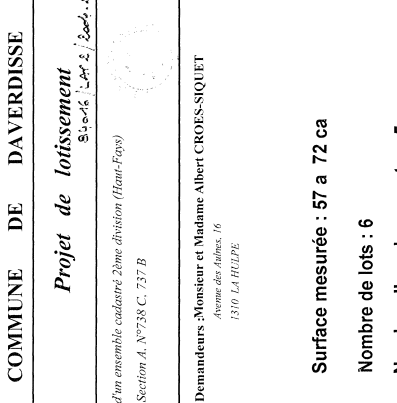 COMMUNE DE DAVERDISSE
Projet de lotissement
d'un ensemble cadastré 2ème division (Haut-Fays)
Section A, N°738 C, 737 B
Demandeurs :Monsieur et Madame Albert CROES-SIQUET
Avenue des Aulnes, 16
1310 LA HULPE
Surface mesurée : 57 a 72 ca
Nombre de lots : 6